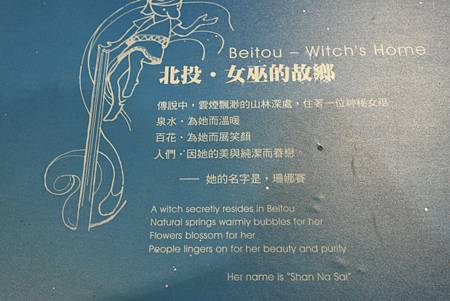 Beitou – Witch's Home
北投·女巫的故鄉
傳說中，雲煙飄渺的山林深處，住著一位神秘女巫
泉水·為她而溫暖
百花·為她而展笑顏
人們·因她的美與純潔而眷戀
—— 她的名字是，珊娜賽
A witch secretly resides in Beitou
Natural springs warmly bubbles for her
Flowers blossom for her
People lingers on for her beauty and purity
Her name is "Shan Na Sai"